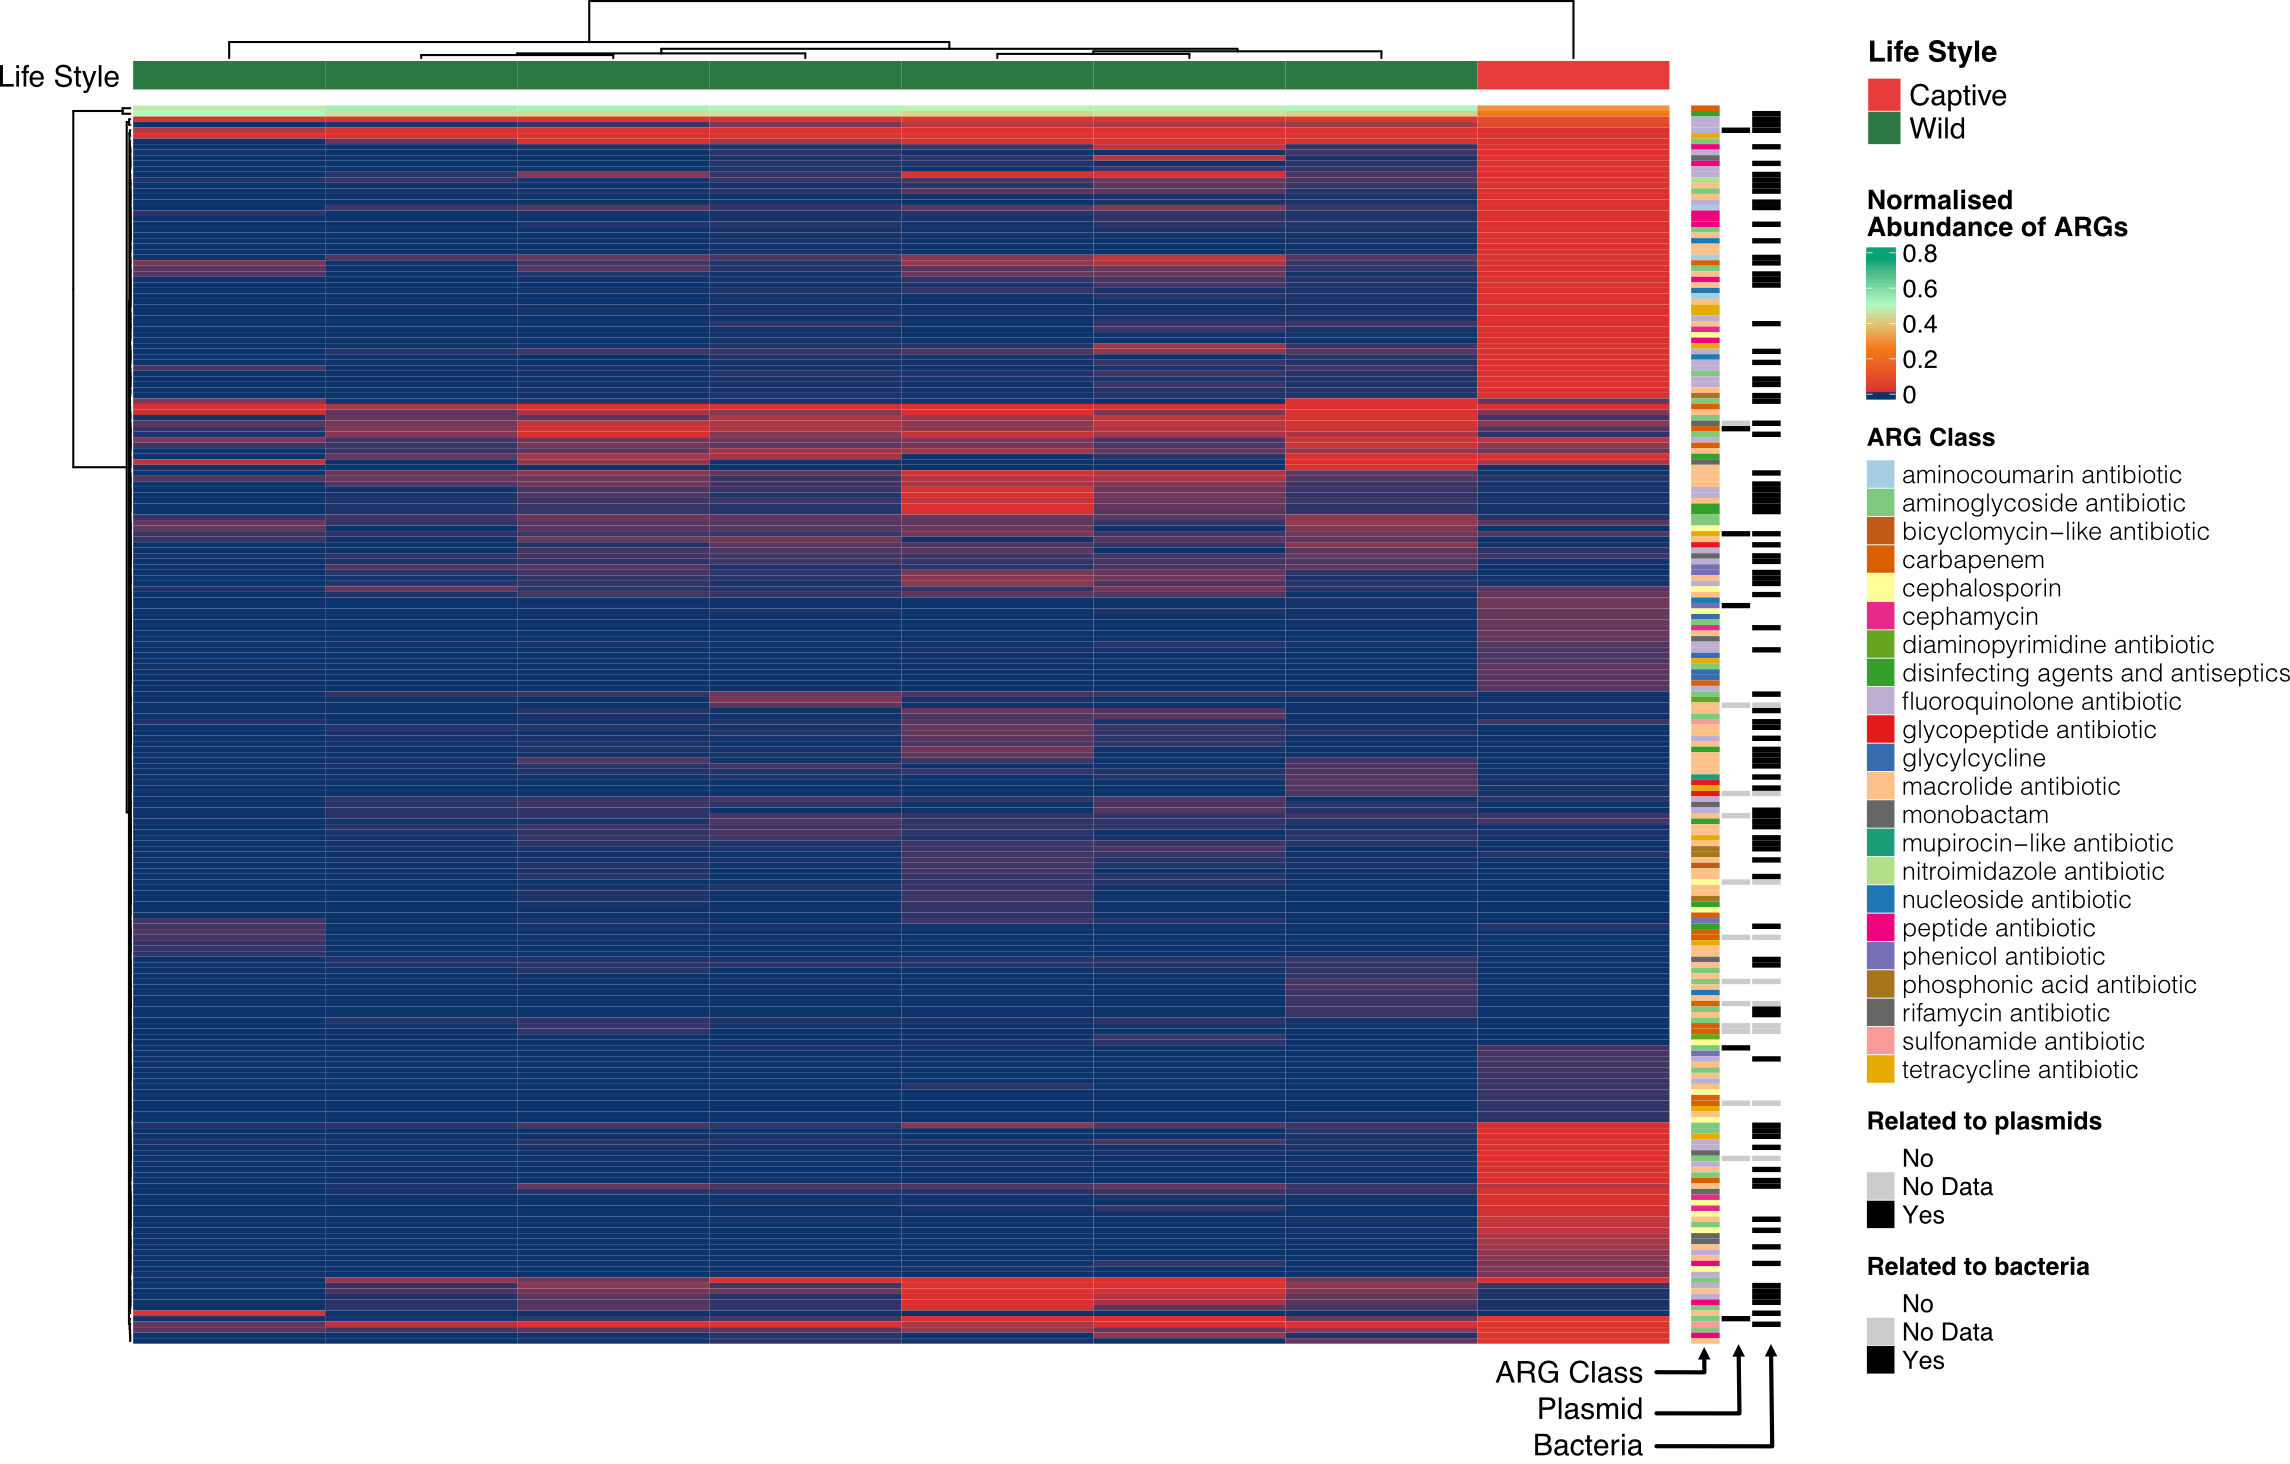 Life Style
Life Style
Captive
Wild
Normalised
Abundance of ARGs
0.8
0.6
0.4
0.2
0
ARG Class
aminocoumarin antibiotic
aminoglycoside antibiotic
bicyclomycin−like antibiotic
carbapenem
cephalosporin
cephamycin
diaminopyrimidine antibiotic
disinfecting agents and antiseptics
fluoroquinolone antibiotic
glycopeptide antibiotic
glycylcycline
macrolide antibiotic
monobactam
mupirocin−like antibiotic
nitroimidazole antibiotic
nucleoside antibiotic
peptide antibiotic
phenicol antibiotic
phosphonic acid antibiotic
rifamycin antibiotic
sulfonamide antibiotic
tetracycline antibiotic
Related to plasmids
No
No Data
Yes
Related to bacteria
No
No Data
Yes
ARG Class
Plasmid
Bacteria